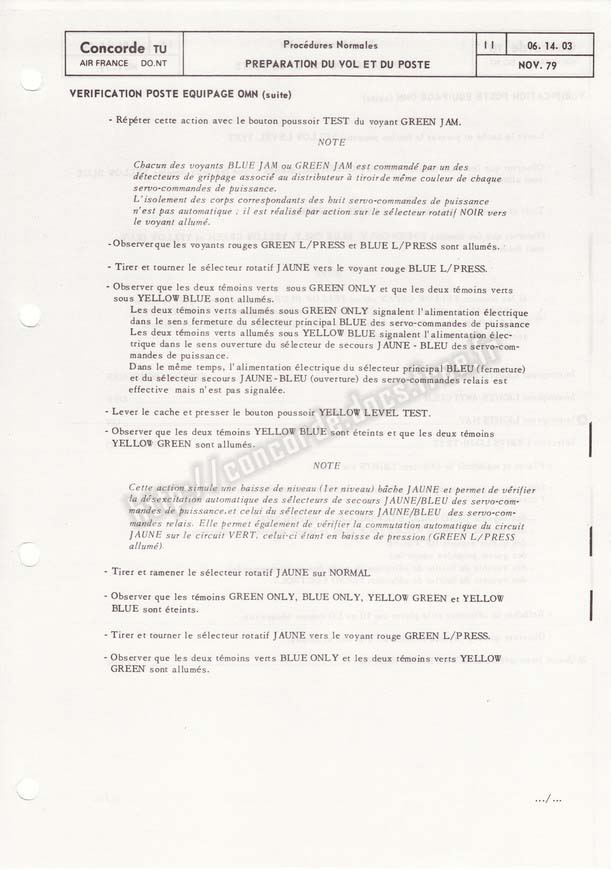 Concorde TU
AIR FRANCE DO.NT
Procédures Normales
PREPARATION DU VOL ET DU POSTE
II
06. 14. 03
NOV. 79
VERIFICATION POSTE EQUIPAGE OMN (suite)
- Répéter cette action avec le bouton poussoir TEST du voyant GREEN JAM.
NOTE
Chacun des voyants BLUE JAM ou GREEN JAM est commandé par un des
détecteurs de grippage associé au distributeur à tiroir de même couleur de chaque
servo-commandes de puissance.
L'isolement des corps correspondants des huit servo-commandes de puissance
n'est pas automatique : il est réalisé par action sur le sélecteur rotatif NOIR vers
le voyant allumé.
- Observer que les voyants rouges GREEN L/PRESS et BLUE L/PRESS sont allumés.
- Tirer et tourner le sélecteur rotatif JAUNE vers le voyant rouge BLUE L/PRESS.
- Observer que les deux témoins verts sous GREEN ONLY et que les deux témoins verts
sous YELLOW BLUE sont allumés.
Les deux témoins verts allumés sous GREEN ONLY signalent l'alimentation électrique
dans le sens fermeture du sélecteur principal BLUE des servo-commandes de puissance
Les deux témoins verts allumés sous YELLOW BLUE signalent l'alimentation élec-
trique dans le sens ouverture du sélecteur de secours JAUNE - BLEU des servo-com-
mandes de puissance.
Dans le même temps, l'alimentation électrique du sélecteur principal BLEU (fermeture)
et du sélecteur secours JAUNE-BLEU (ouverture) des servo-commandes relais est
effective mais n'est pas signalée.
- Lever le cache et presser le bouton poussoir YELLOW LEVEL TEST.
- Observer que les deux témoins YELLOW BLUE sont éteints et que les deux témoins
YELLOW GREEN sont allumés.
NOTE
Cette action simule une baisse de niveau (1er niveau) bâche JAUNE et permet de vérifier
la désexcitation automatique des sélecteurs de secours JAUNE/BLEU des servo-com-
mandes de puissance.et celui du sélecteur de secours JAUNE/BLEU des servo-com-
mandes relais. Elle permet également de vérifier la commutation automatique du circuit
JAUNE sur le circuit VERT. celui-ci étant en baisse de pression (GREEN L/PRESS
allumé).
- Tirer et ramener le sélecteur rotatif JAUNE sur NORMAL
- Observer que les témoins GREEN ONLY, BLUE ONLY, YELLOW GREEN et YELLOW
BLUE sont éteints.
- Tirer et tourner le sélecteur rotatif JAUNE vers le voyant rouge GREEN L/PRESS.
- Observer que les deux témoins verts BLUE ONLY et les deux témoins verts YELLOW
GREEN sont allumés.
.../...